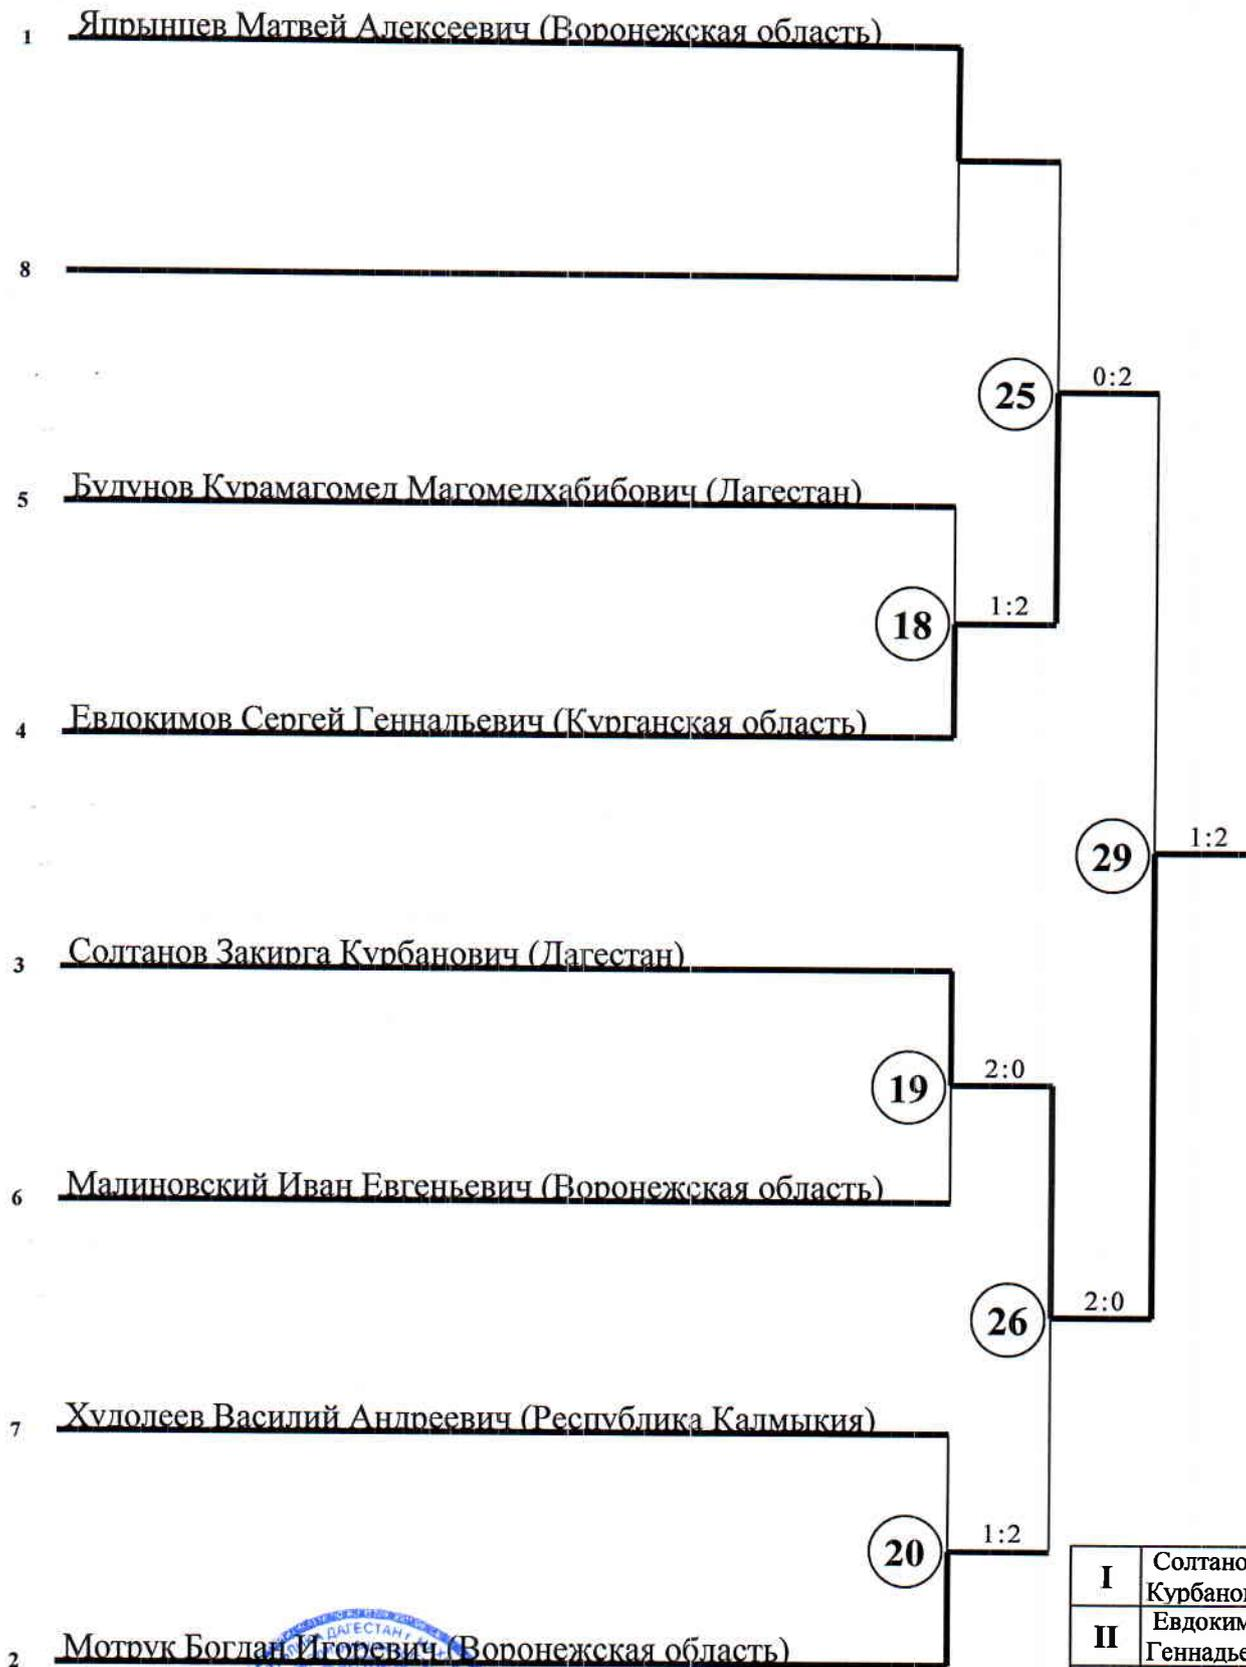 1 Япрынцев Матвей Алексеевич (Воронежская область)
8
25
0:2
5 Будунов Курамагомед Магомедхабибович (Дагестан)
18
1:2
4 Евдокимов Сергей Геннадьевич (Курганская область)
29
1:2
3 Солтанов Закирга Курбанович (Дагестан)
19
2:0
6 Малиновский Иван Евгеньевич (Воронежская область)
26
2:0
7 Худолеев Василий Андреевич (Республика Калмыкия)
20
1:2
I Солтано
Курбанов
II Евдоким
Геннадье
2 Мотрук Богдан Игоревич (Воронежская область)
ДАГЕСТАН